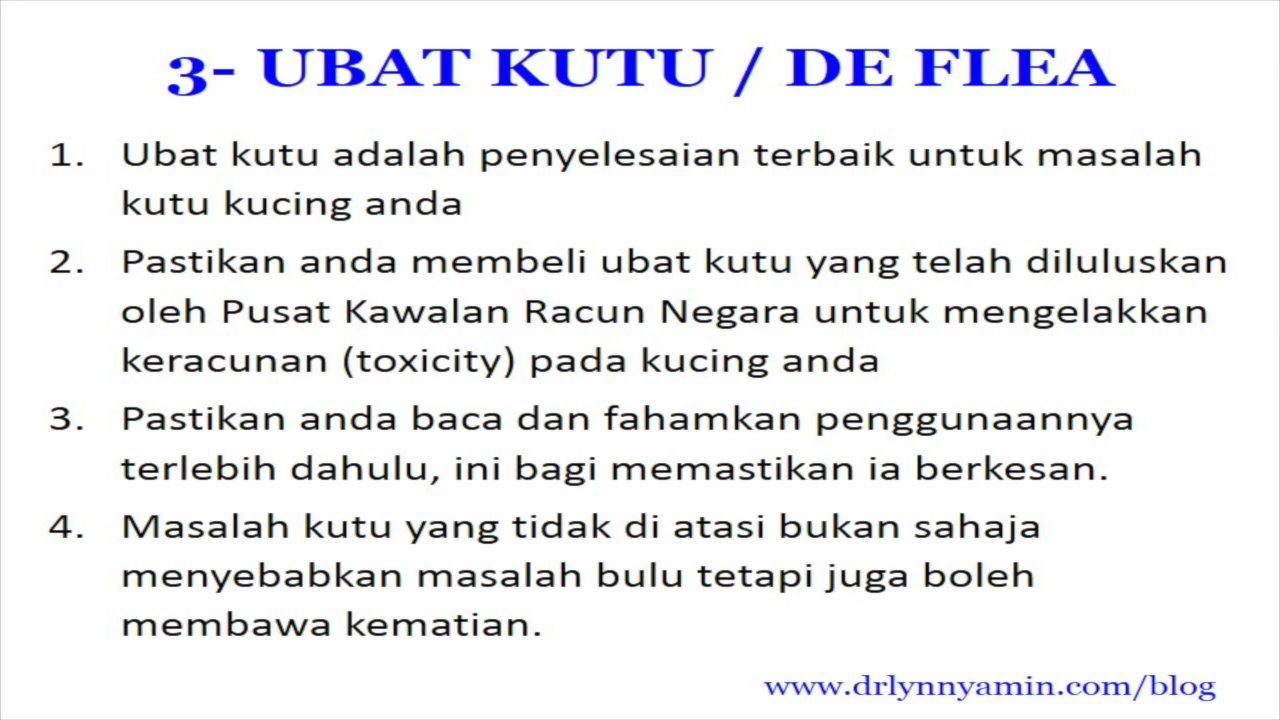 3- UBAT KUTU / DE FLEA
1. Ubat kutu adalah penyelesaian terbaik untuk masalah
kutu kucing anda
2. Pastikan anda membeli ubat kutu yang telah diluluskan
oleh Pusat Kawalan Racun Negara untuk mengelakkan
keracunan (toxicity) pada kucing anda
3. Pastikan anda baca dan fahamkan penggunaannya
terlebih dahulu, ini bagi memastikan ia berkesan.
4. Masalah kutu yang tidak di atasi bukan sahaja
menyebabkan masalah bulu tetapi juga boleh
membawa kematian.
www.drlynnyamin.com/blog